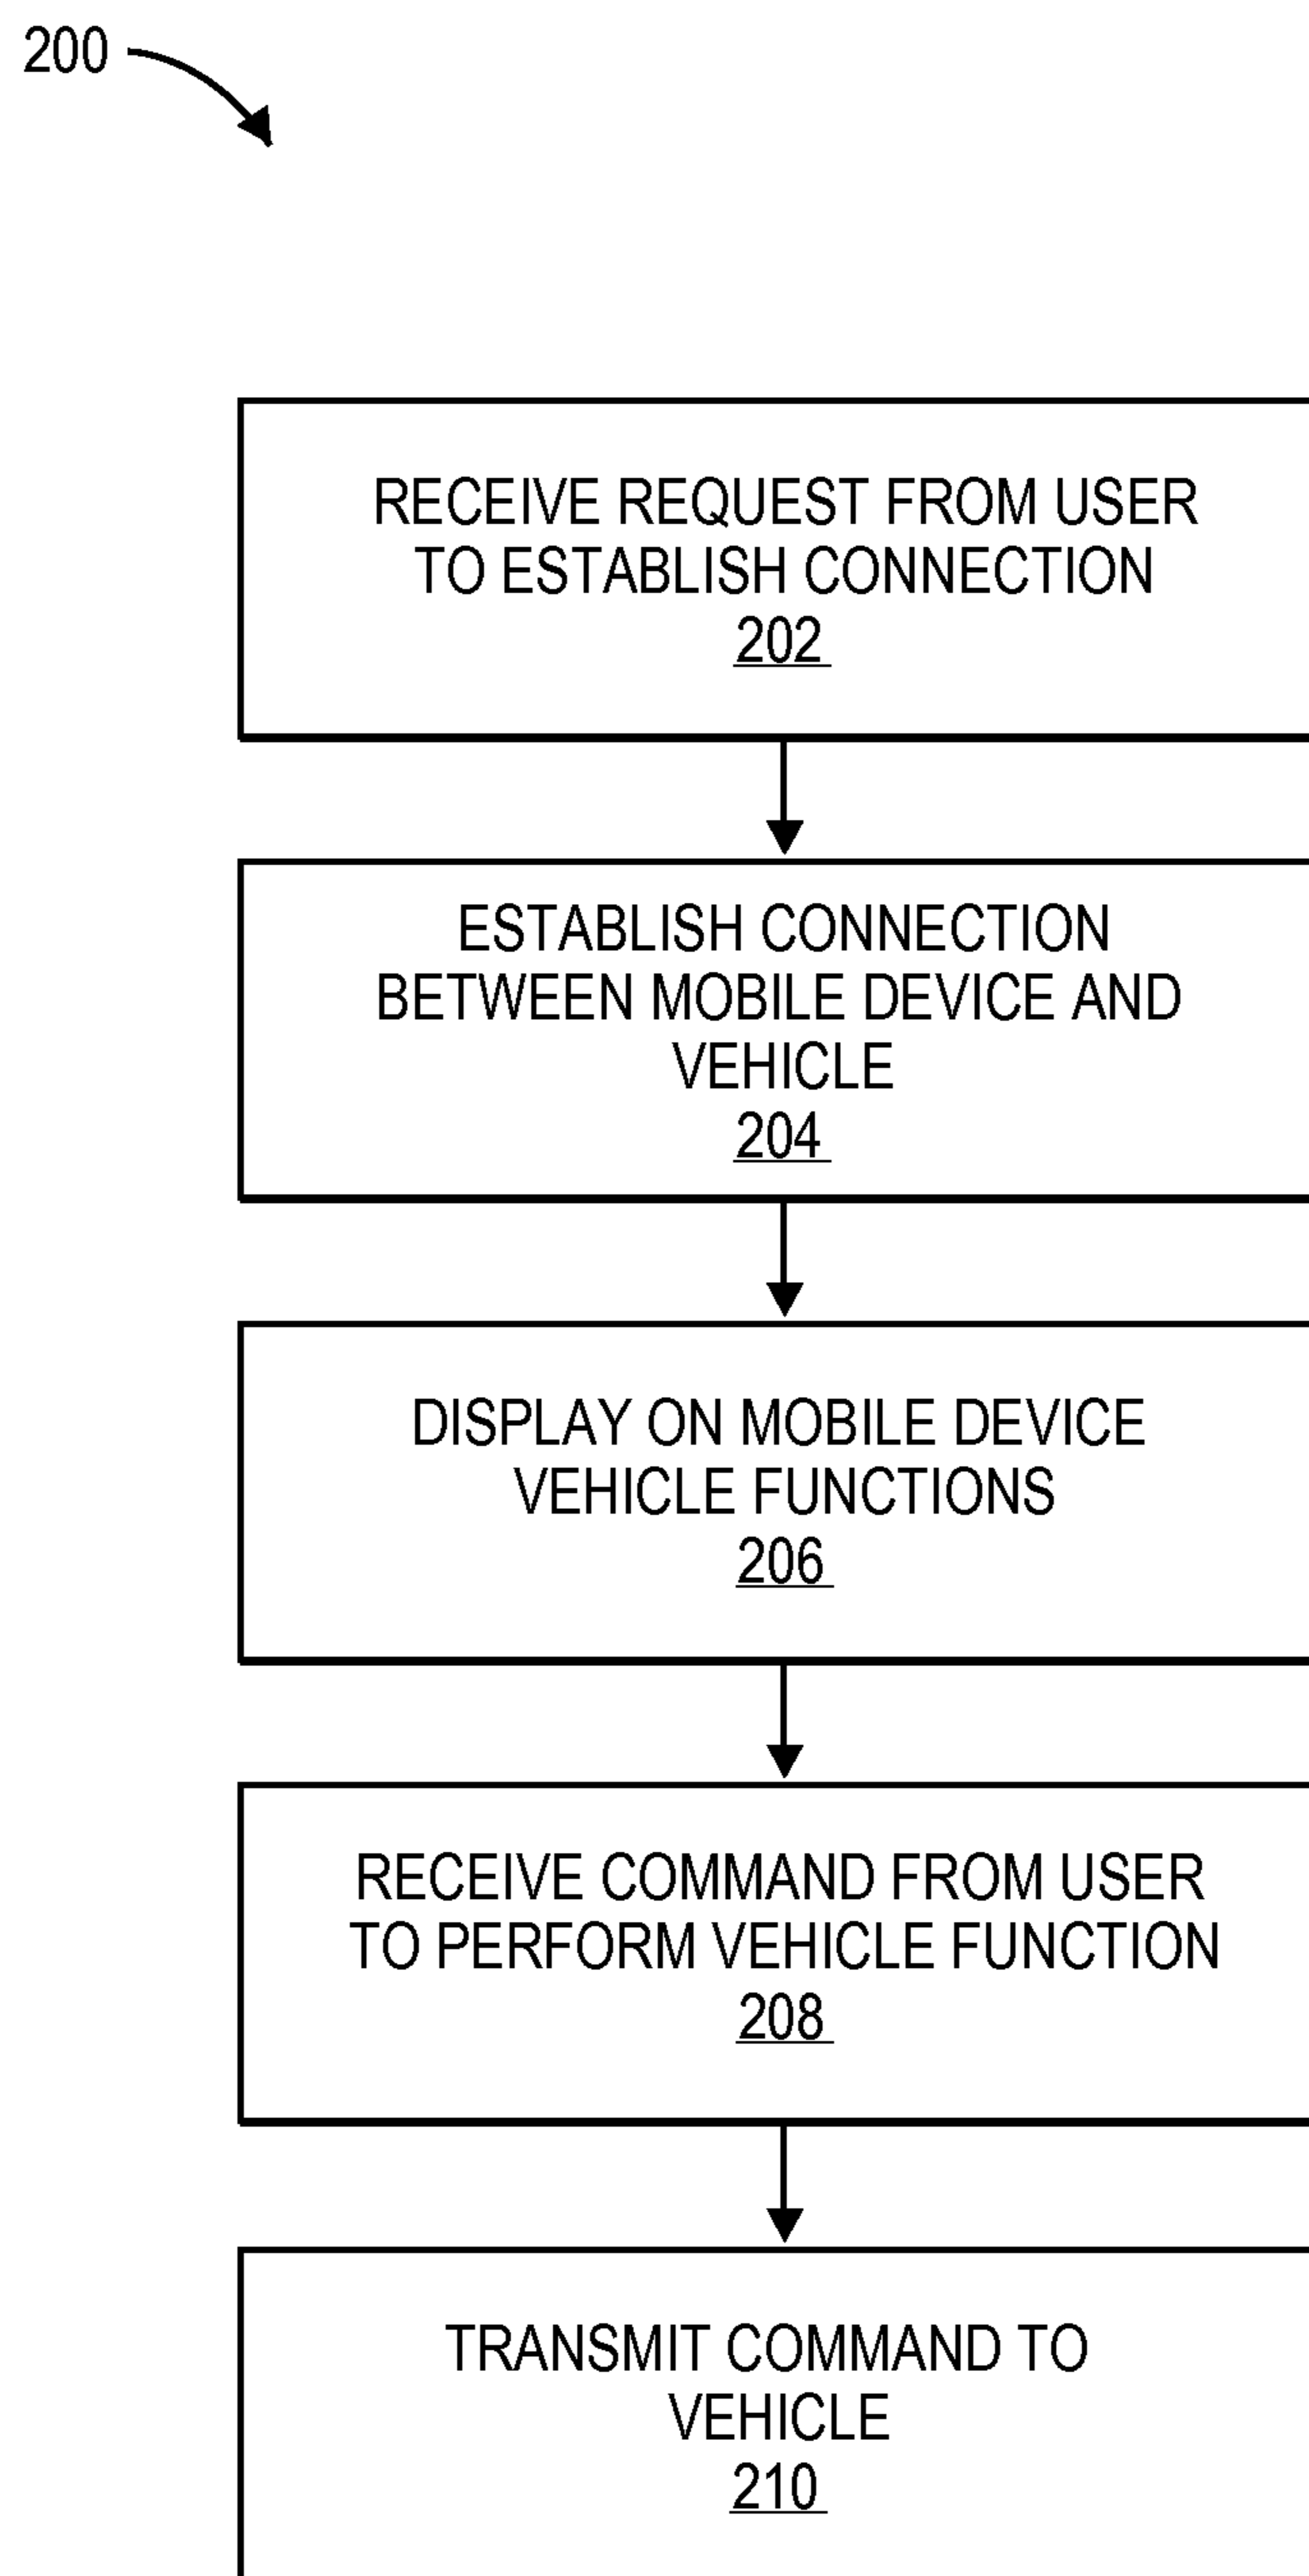 200
RECEIVE REQUEST FROM USER
TO ESTABLISH CONNECTION
202
ESTABLISH CONNECTION
BETWEEN MOBILE DEVICE AND
VEHICLE
204
DISPLAY ON MOBILE DEVICE
VEHICLE FUNCTIONS
206
RECEIVE COMMAND FROM USER
TO PERFORM VEHICLE FUNCTION
208
TRANSMIT COMMAND TO
VEHICLE
210